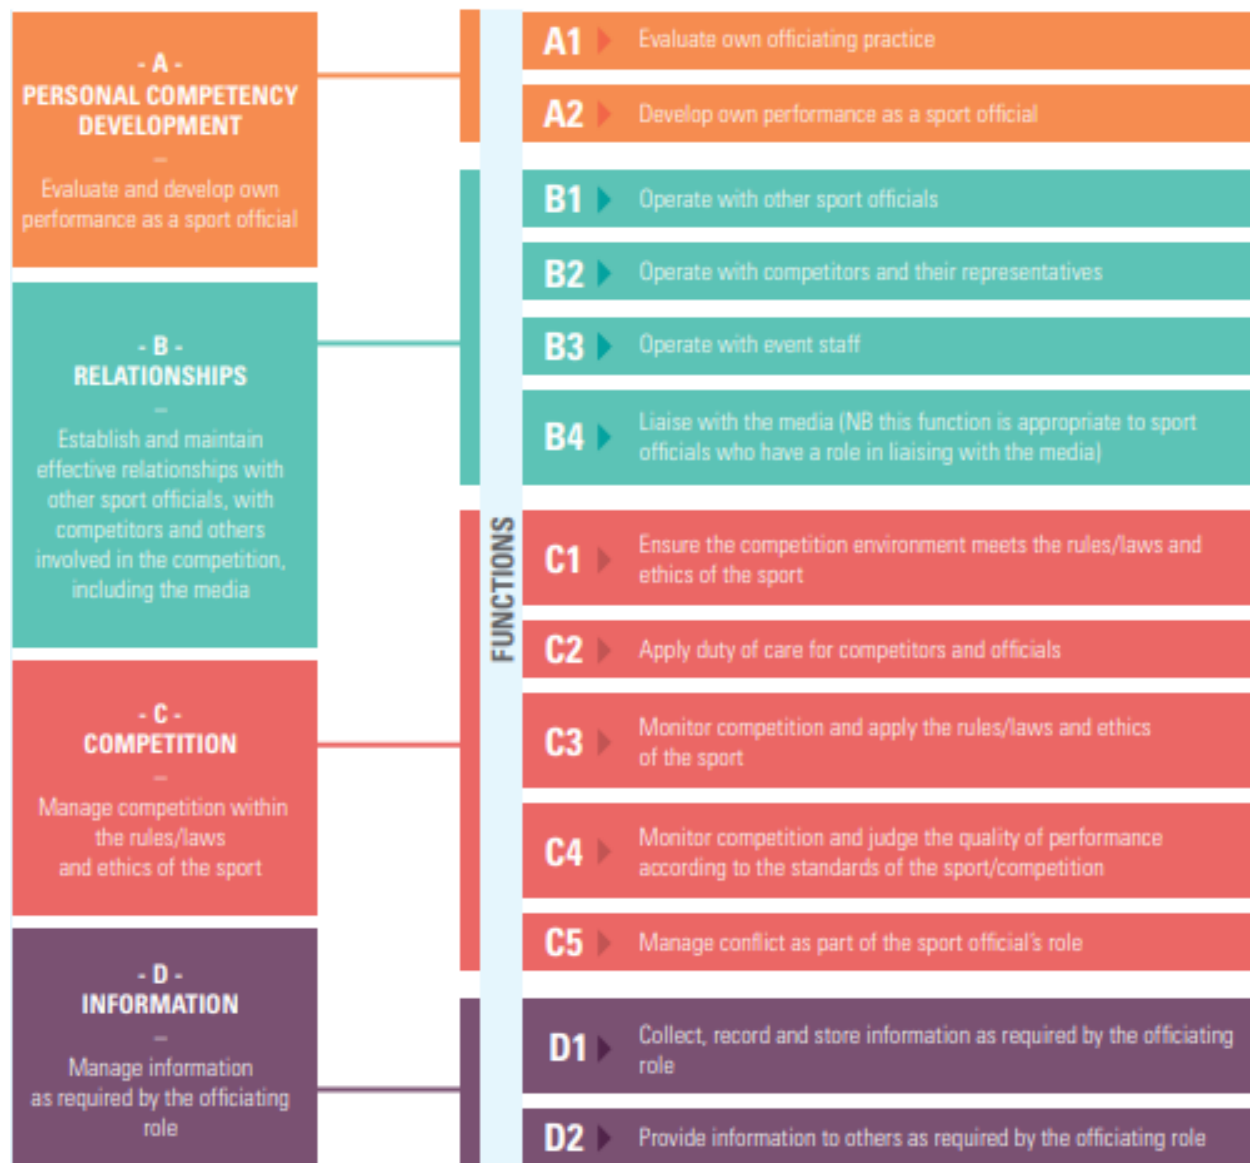 - A -
PERSONAL COMPETENCY
DEVELOPMENT
–
Evaluate and develop own
performance as a sport official
- B -
RELATIONSHIPS
–
Establish and maintain
effective relationships with
other sport officials, with
competitors and others
involved in the competition,
including the media
- C -
COMPETITION
–
Manage competition within
the rules/laws
and ethics of the sport
- D -
INFORMATION
–
Manage information
as required by the officiating
role
FUNCTIONS
A1 Evaluate own officiating practice
A2 Develop own performance as a sport official
B1 Operate with other sport officials
B2 Operate with competitors and their representatives
B3 Operate with event staff
B4 Liaise with the media (NB this function is appropriate to sport
officials who have a role in liaising with the media)
C1 Ensure the competition environment meets the rules/laws and
ethics of the sport
C2 Apply duty of care for competitors and officials
C3 Monitor competition and apply the rules/laws and ethics
of the sport
C4 Monitor competition and judge the quality of performance
according to the standards of the sport/competition
C5 Manage conflict as part of the sport official's role
D1 Collect, record and store information as required by the officiating
role
D2 Provide information to others as required by the officiating role